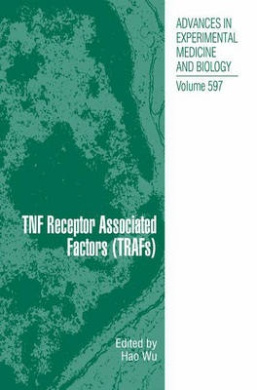 ADVANCES IN
EXPERIMENTAL
MEDICINE
AND BIOLOGY
Volume 597
TNF Receptor Associated
Factors (TRAFs)
Edited by
Hao Wu